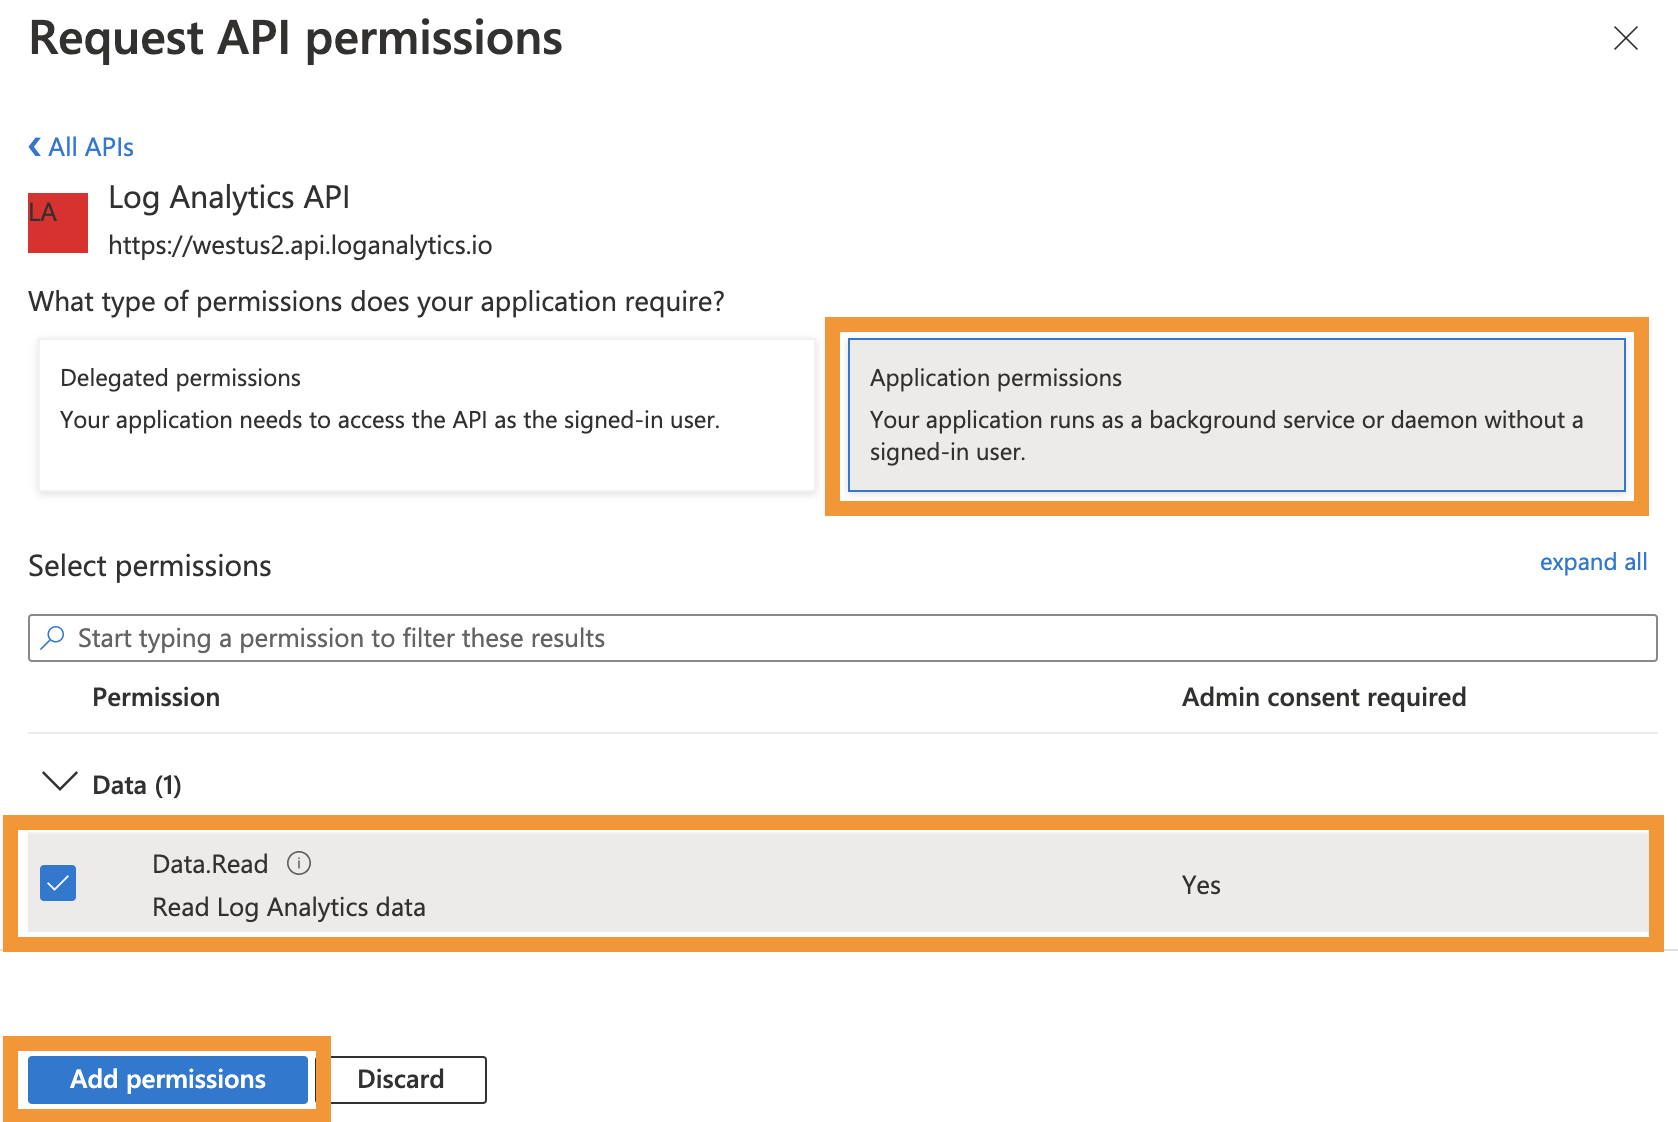 Request API permissions
All APIs
LA
Log Analytics API
https://westus2.api.loganalytics.io
What type of permissions does your application require?
Delegated permissions
Your application needs to access the API as the signed-in user.
Application permissions
Your application runs as a background service or daemon without a
signed-in user.
Select permissions
expand all
Start typing a permission to filter these results
Permission
Admin consent required
Data (1)
Data.Read
Read Log Analytics data
Yes
Add permissions
Discard